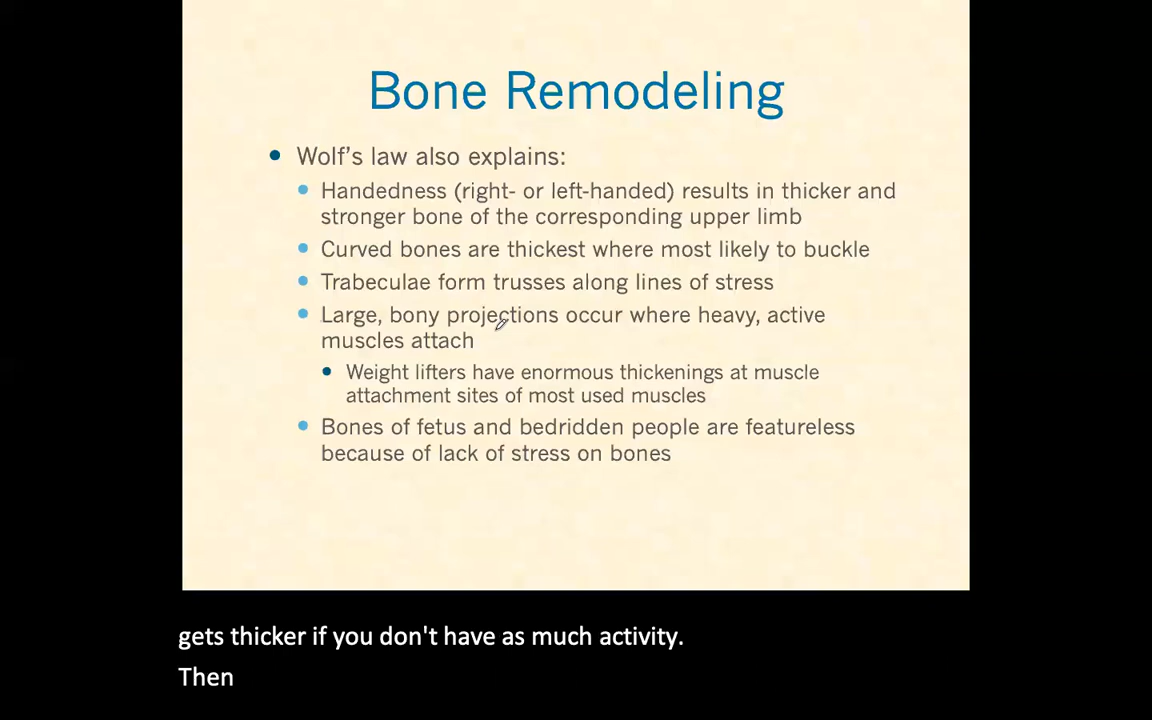 Bone Remodeling
Wolf's law also explains:
Handedness (right- or left-handed) results in thicker and
stronger bone of the corresponding upper limb
Curved bones are thickest where most likely to buckle
Trabeculae form trusses along lines of stress
Large, bony projections occur where heavy, active
muscles attach
Weight lifters have enormous thickenings at muscle
attachment sites of most used muscles
Bones of fetus and bedridden people are featureless
because of lack of stress on bones
gets thicker if you don't have as much activity.
Then